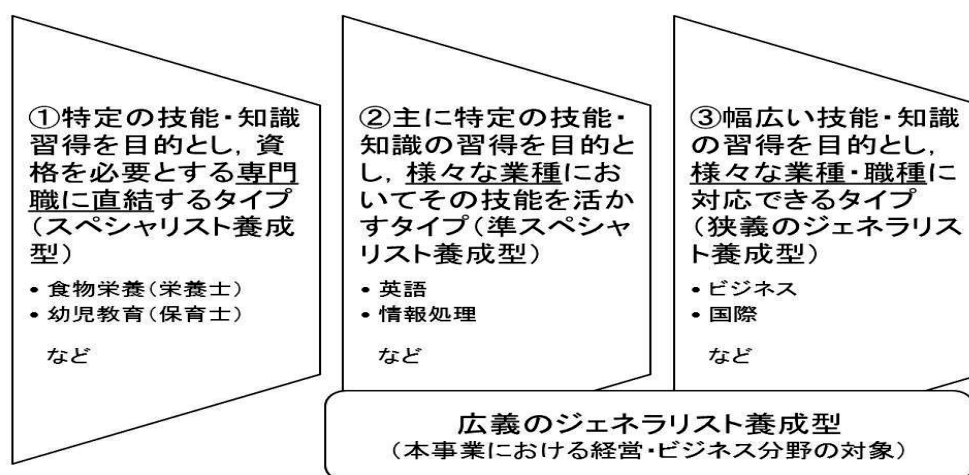 ①特定の技能・知識
習得を目的とし，資
格を必要とする専門
職に直結するタイプ
（スペシャリスト養成
型）
• 食物栄養（栄養士）
• 幼児教育（保育士）
など
②主に特定の技能・
知識の習得を目的と
し，様々な業種にお
いてその技能を活か
すタイプ（準スペシャ
リスト養成型）
• 英語
• 情報処理
など
③幅広い技能・知識
の習得を目的とし，
様々な業種・職種に
対応できるタイプ
（狭義のジェネラリス
ト養成型）
• ビジネス
• 国際
など
広義のジェネラリスト養成型
（本事業における経営・ビジネス分野の対象）